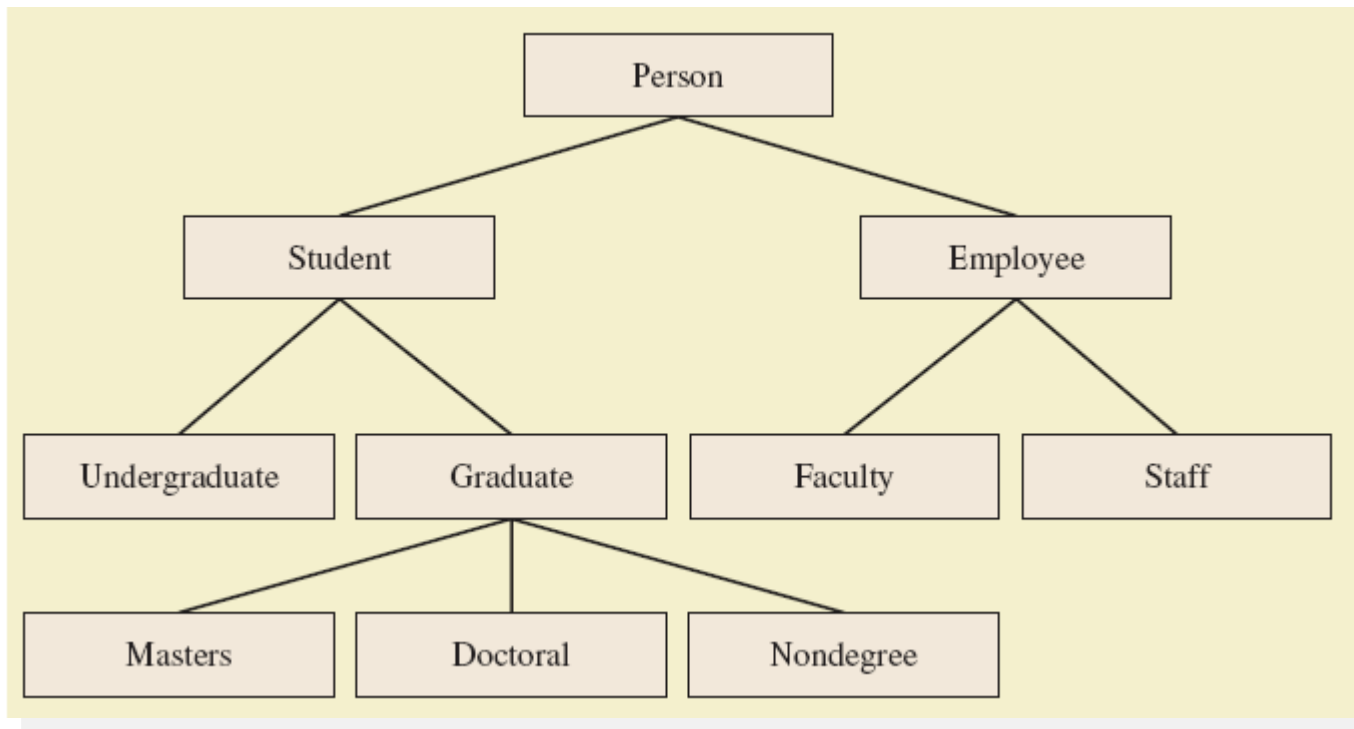 Person
Student
Employee
Undergraduate
Graduate
Faculty
Staff
Masters
Doctoral
Nondegree